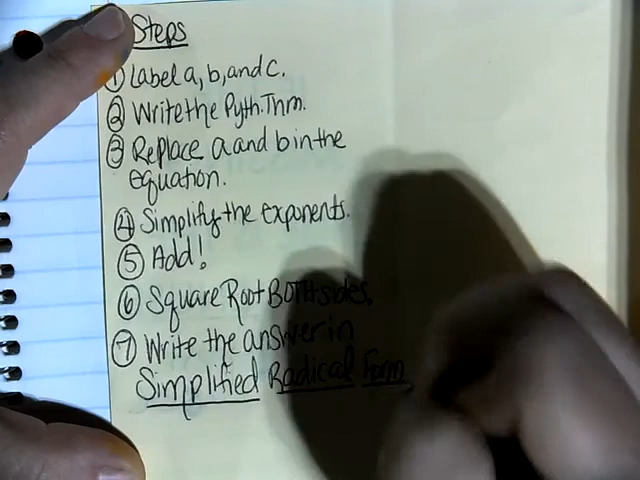 Steps
① Label a, b, and c.
② Write the Pyth. Thm.
③ Replace a and b in the
equation.
④ Simplify the exponents.
⑤ Add!
⑥ Square Root BOTH sides.
⑦ Write the answer in
Simplified Radical Form